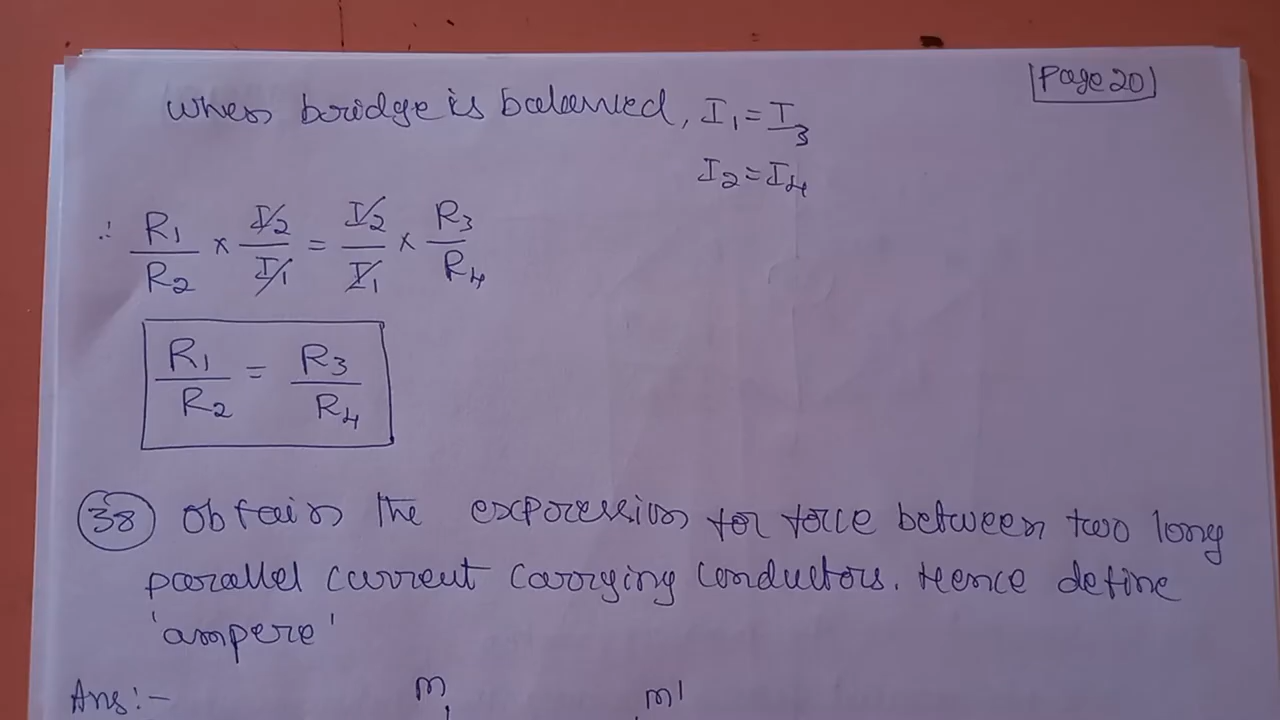 Page 20
When bridge is balanced, I₁ = I₃
I₂ = I₄
∴ R₁/R₂ × I₂/I₁ = I₂/I₁ × R₃/R₄
R₁/R₂ = R₃/R₄
38 Obtain the expression for force between two long
parallel current carrying conductors. Hence define
'ampere'
Ans:- m m'